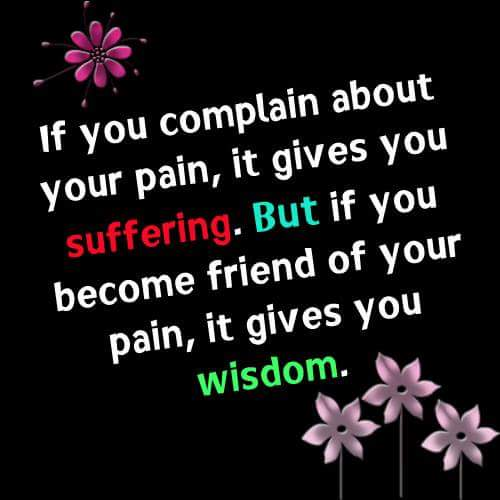 If you complain about
your pain, it gives you
suffering. But if you
become friend of your
pain, it gives you
wisdom.